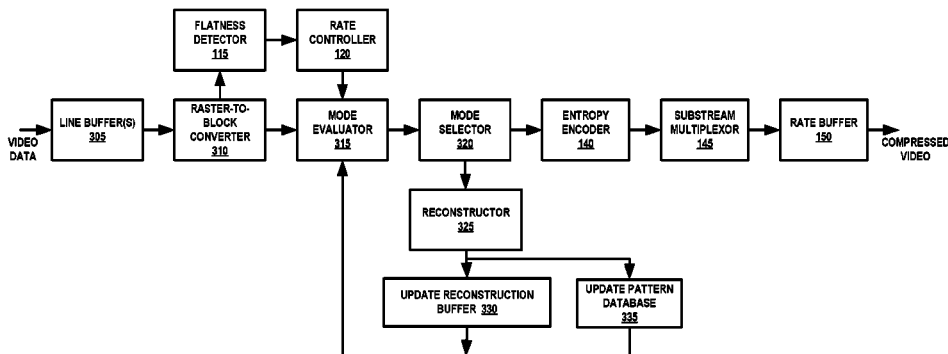 FLATNESS
DETECTOR
115
RATE
CONTROLLER
120
VIDEO
DATA
LINE BUFFER(S)
305
RASTER-TO-
BLOCK
CONVERTER
310
MODE
EVALUATOR
315
MODE
SELECTOR
320
ENTROPY
ENCODER
140
SUBSTREAM
MULTIPLEXOR
145
RATE BUFFER
150
COMPRESSED
VIDEO
RECONSTRUCTOR
325
UPDATE RECONSTRUCTION
BUFFER 330
UPDATE PATTERN
DATABASE
335